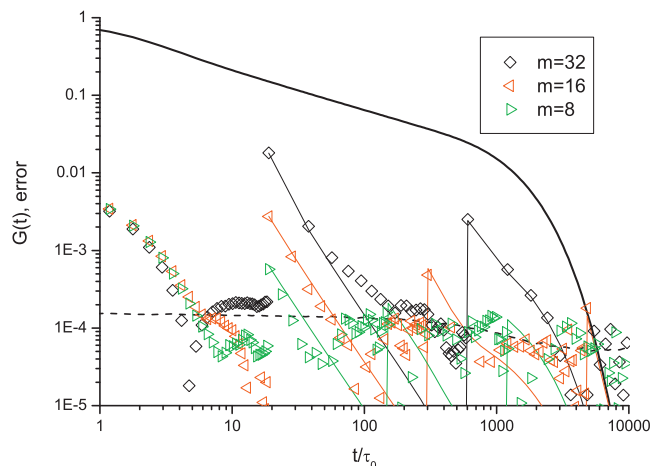 1
0.1
0.01
1E-3
1E-4
1E-5
G(t), error
m=32
m=16
m=8
1 10 100 1000 10000
t/τ0